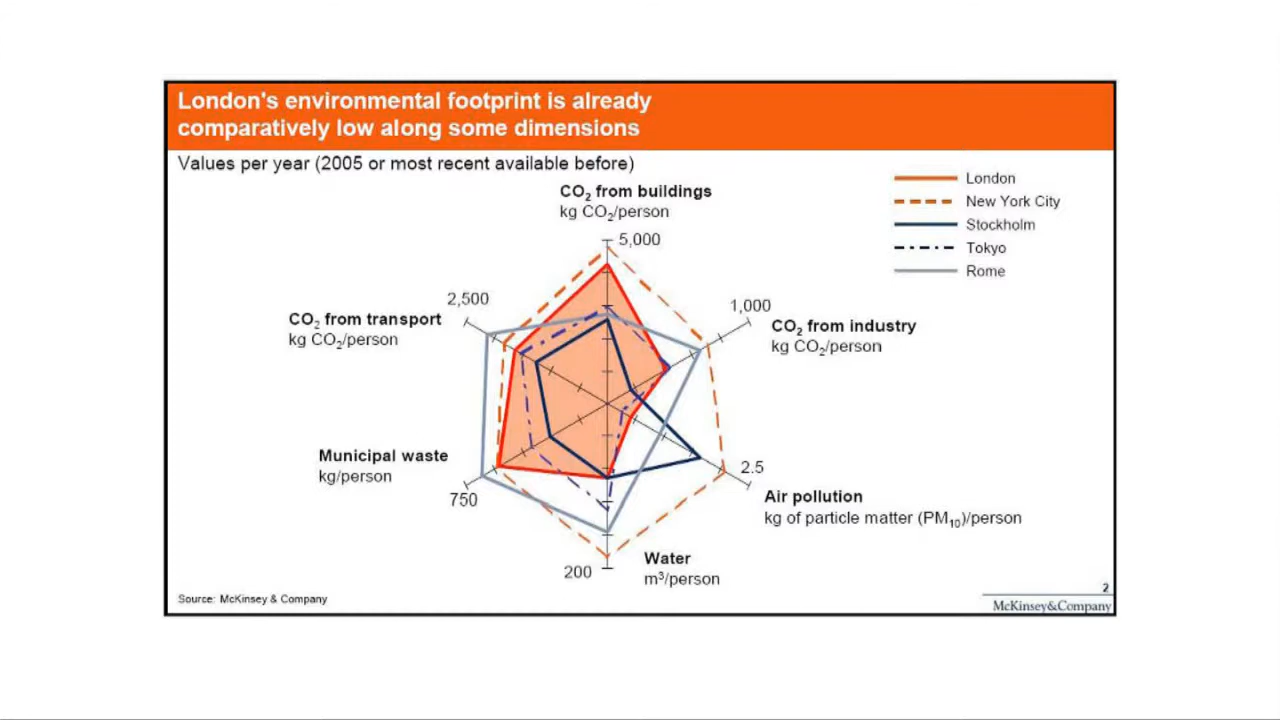 London's environmental footprint is already
comparatively low along some dimensions
Values per year (2005 or most recent available before)
London
New York City
Stockholm
Tokyo
Rome
CO₂ from buildings
kg CO₂/person
5,000
1,000
CO₂ from industry
kg CO₂/person
2,500
CO₂ from transport
kg CO₂/person
Municipal waste
kg/person
750
2.5
Air pollution
kg of particle matter (PM₁₀)/person
Water
m³/person
200
Source: McKinsey & Company
2
McKinsey&Company